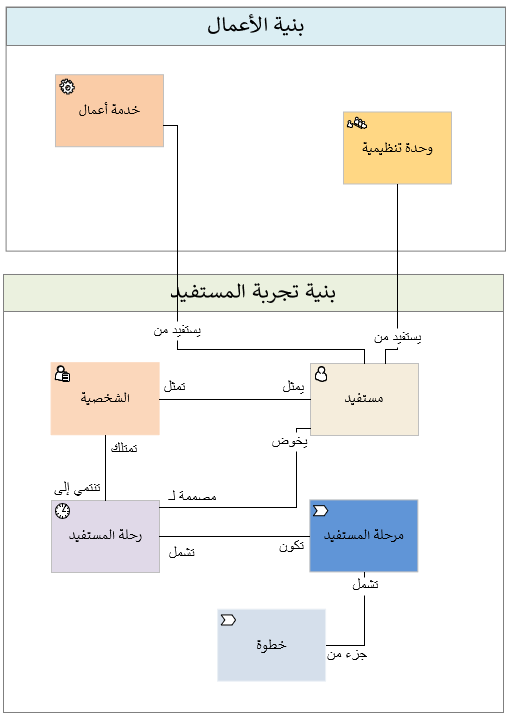 بنية الأعمال
خدمة أعمال
وحدة تنظيمية
بنية تجربة المستفيد
يستفيد من
يستفيد من
الشخصية
تمثل
يمثل
مستفيد
تمتلك
يخوض
تنتمي إلى
مصممة لـ
رحلة المستفيد
تشمل
تكون
مرحلة المستفيد
تشمل
خطوة
جزء من